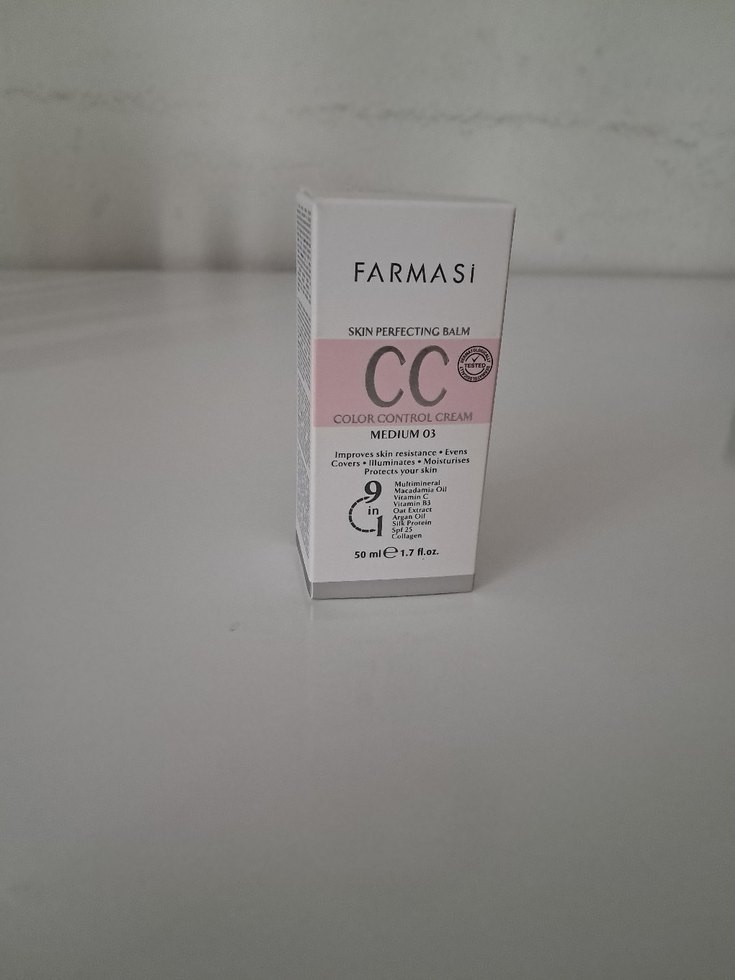 FARMASi
SKIN PERFECTING BALM
CC
DERMATOLOGICALLY
TESTED
COLOR CONTROL CREAM
MEDIUM 03
Improves skin resistance • Evens
Covers • Illuminates • Moisturises
Protects your skin
9
in
1
Multimineral
Macadamia Oil
Vitamin C
Vitamin B3
Oat Extract
Argan Oil
Silk Protein
Spf 25
Collagen
50 ml ℮ 1.7 fl.oz.